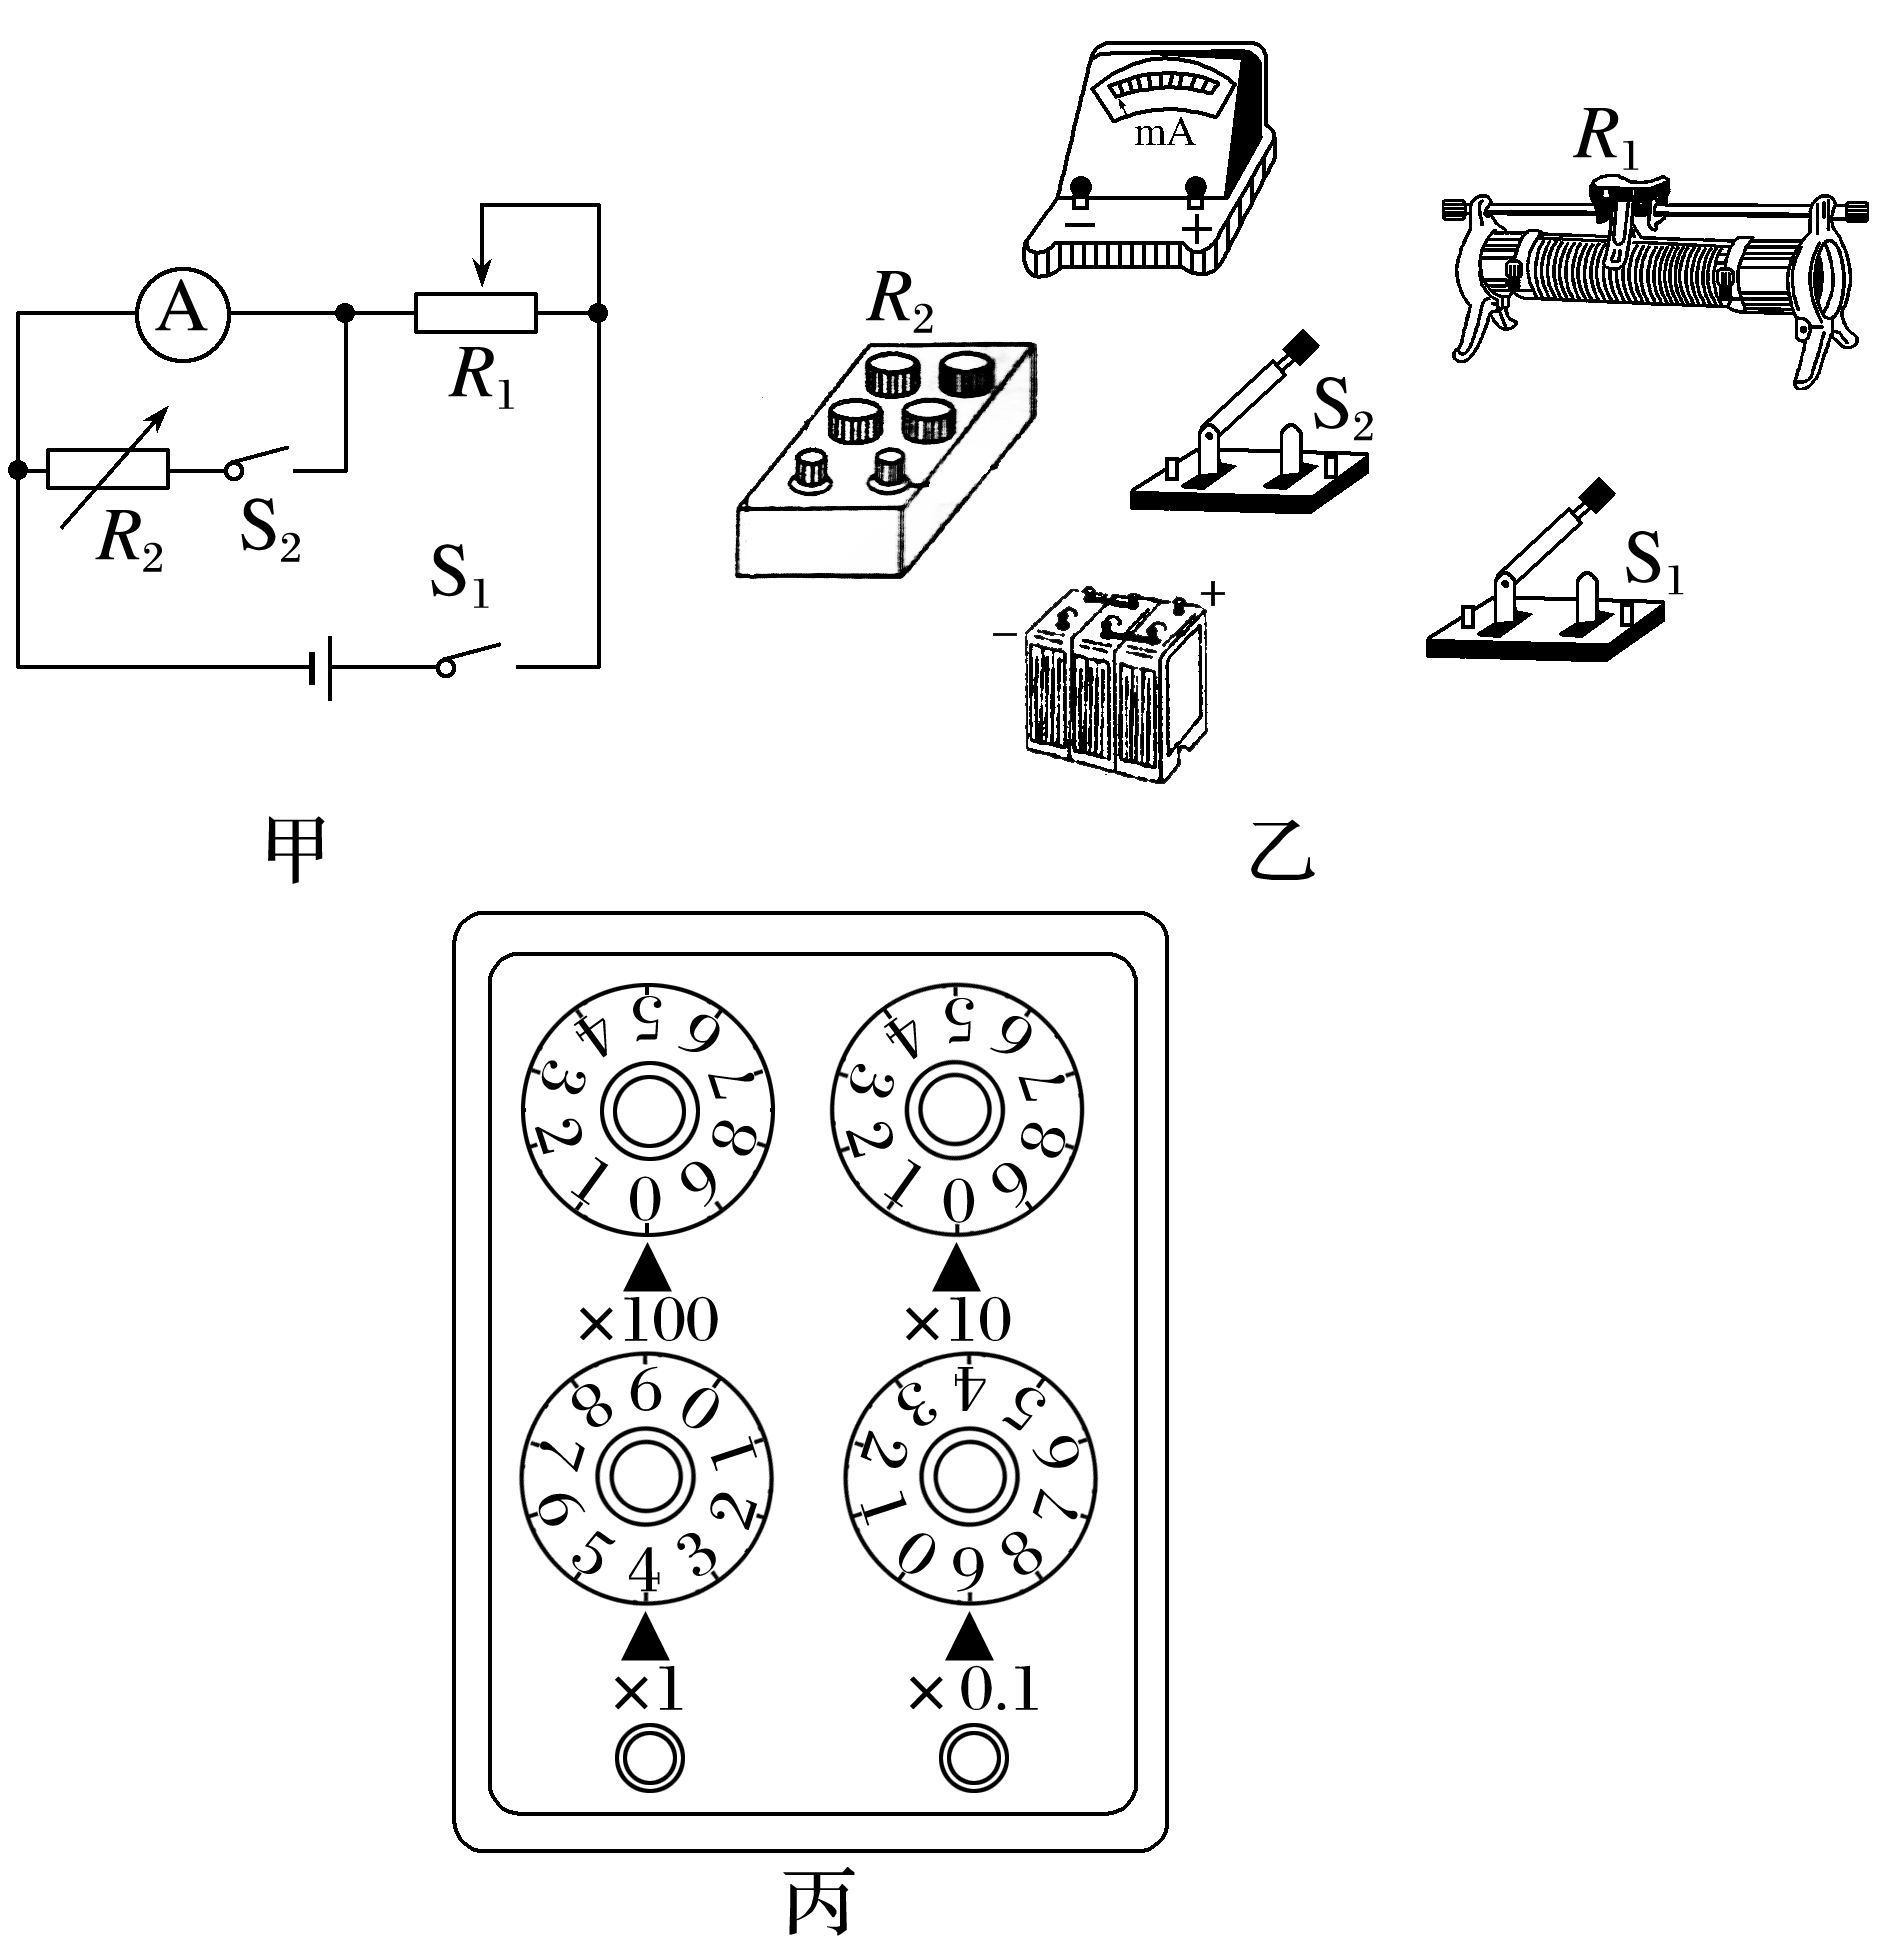 A
R1
R2
S2
S1
甲
mA
− +
R1
R2
S2
S1
− +
乙
5 6 7 8 9 0 1 2 3 4
×100
5 6 7 8 9 0 1 2 3 4
×10
9 0 1 2 3 4 5 6 7 8
×1
4 5 6 7 8 9 0 1 2 3
×0.1
丙